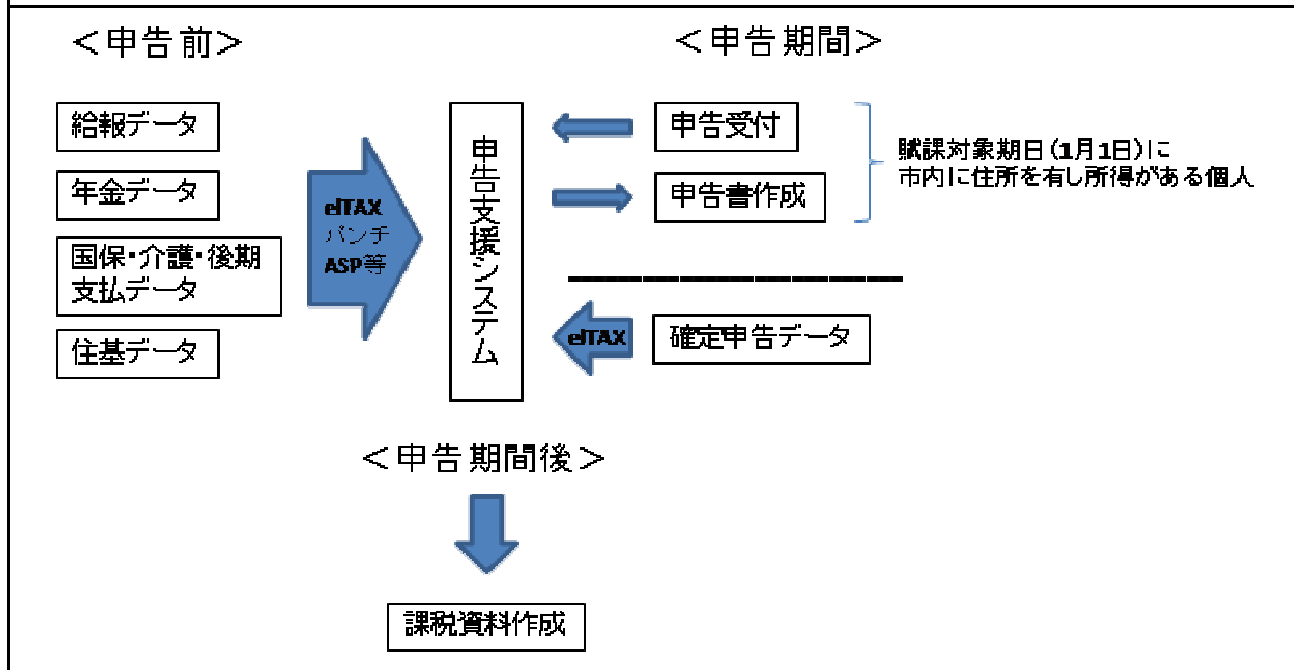 ＜申告前＞
給報データ
年金データ
国保・介護・後期
支払データ
住基データ
elTAX
パンチ
ASP等
申告支援システム
＜申告期間＞
申告受付
申告書作成
賦課対象期日(1月1日)に
市内に住所を有し所得がある個人
elTAX
確定申告データ
＜申告期間後＞
課税資料作成